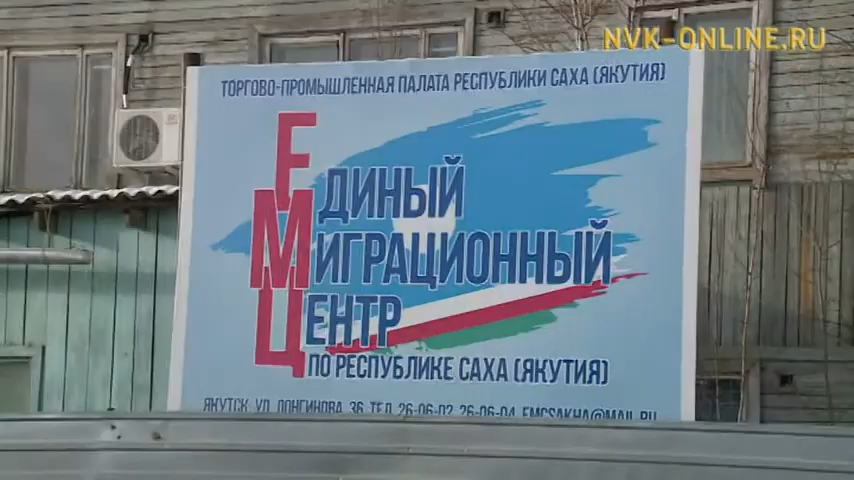 NVK-ONLINE.RU
ТОРГОВО-ПРОМЫШЛЕННАЯ ПАЛАТА РЕСПУБЛИКИ САХА (ЯКУТИЯ)
ЕДИНЫЙ
МИГРАЦИОННЫЙ
ЦЕНТР
ПО РЕСПУБЛИКЕ САХА (ЯКУТИЯ)
ЯКУТСК, УЛ. ЛОНГИНОВА, 36, ТЕЛ. 26-06-02, 26-06-04, EMCSAKHA@MAIL.RU